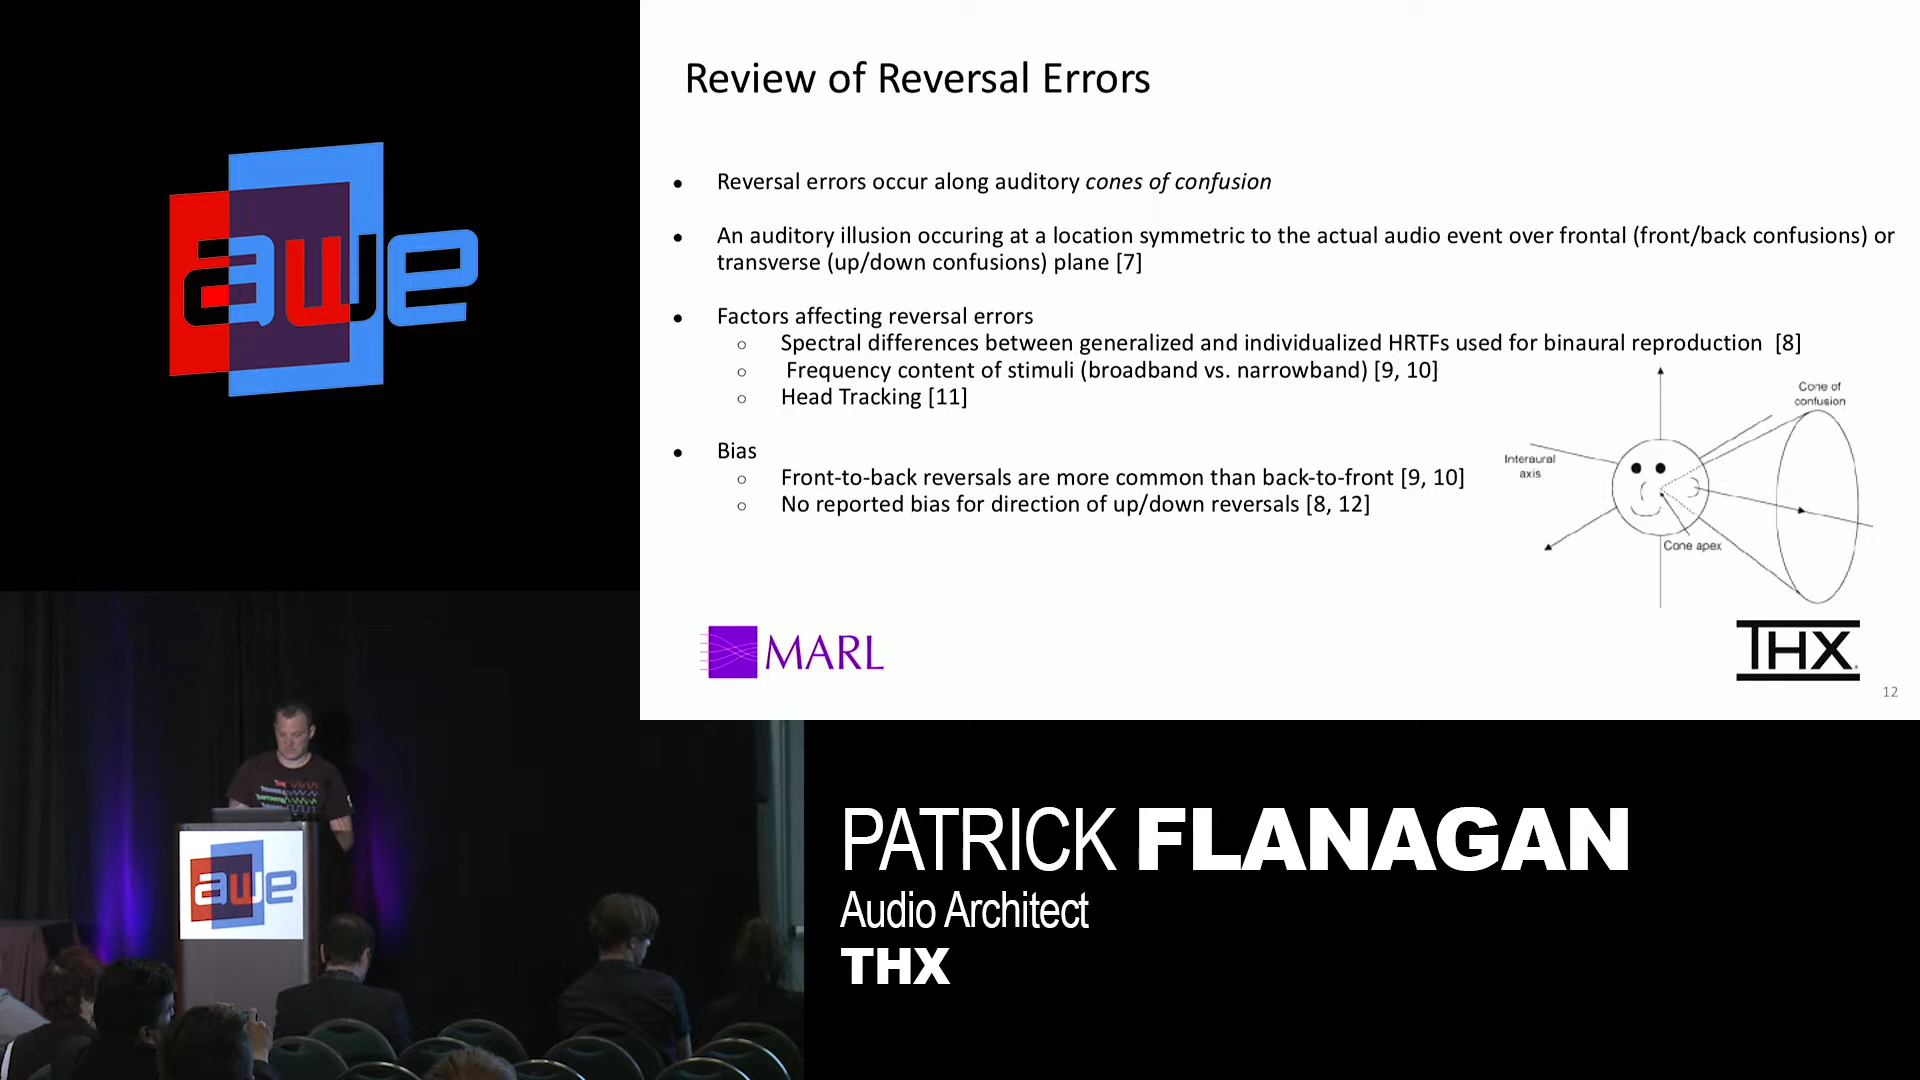 awe
Review of Reversal Errors
● Reversal errors occur along auditory cones of confusion
● An auditory illusion occuring at a location symmetric to the actual audio event over frontal (front/back confusions) or
transverse (up/down confusions) plane [7]
● Factors affecting reversal errors
○ Spectral differences between generalized and individualized HRTFs used for binaural reproduction [8]
○ Frequency content of stimuli (broadband vs. narrowband) [9, 10]
○ Head Tracking [11]
● Bias
○ Front-to-back reversals are more common than back-to-front [9, 10]
○ No reported bias for direction of up/down reversals [8, 12]
Cone of
confusion
Interaural
axis
Cone apex
MARL
THX
12
awe
PATRICK FLANAGAN
Audio Architect
THX